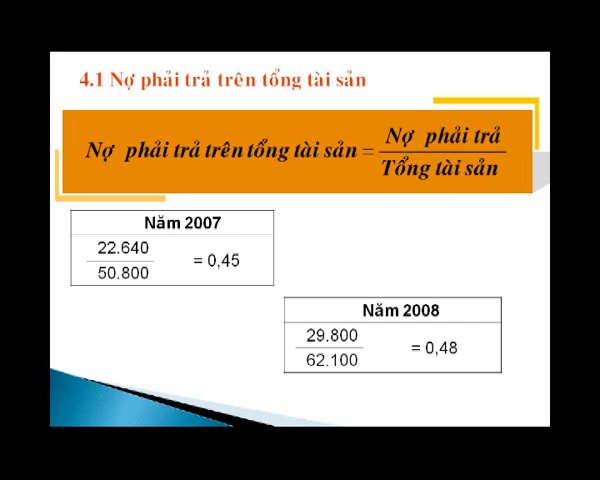 4.1 Nợ phải trả trên tổng tài sản
Nợ phải trả trên tổng tài sản = Nợ phải trả
Tổng tài sản
Năm 2007
22.640
= 0,45
50.800
Năm 2008
29.800
= 0,48
62.100